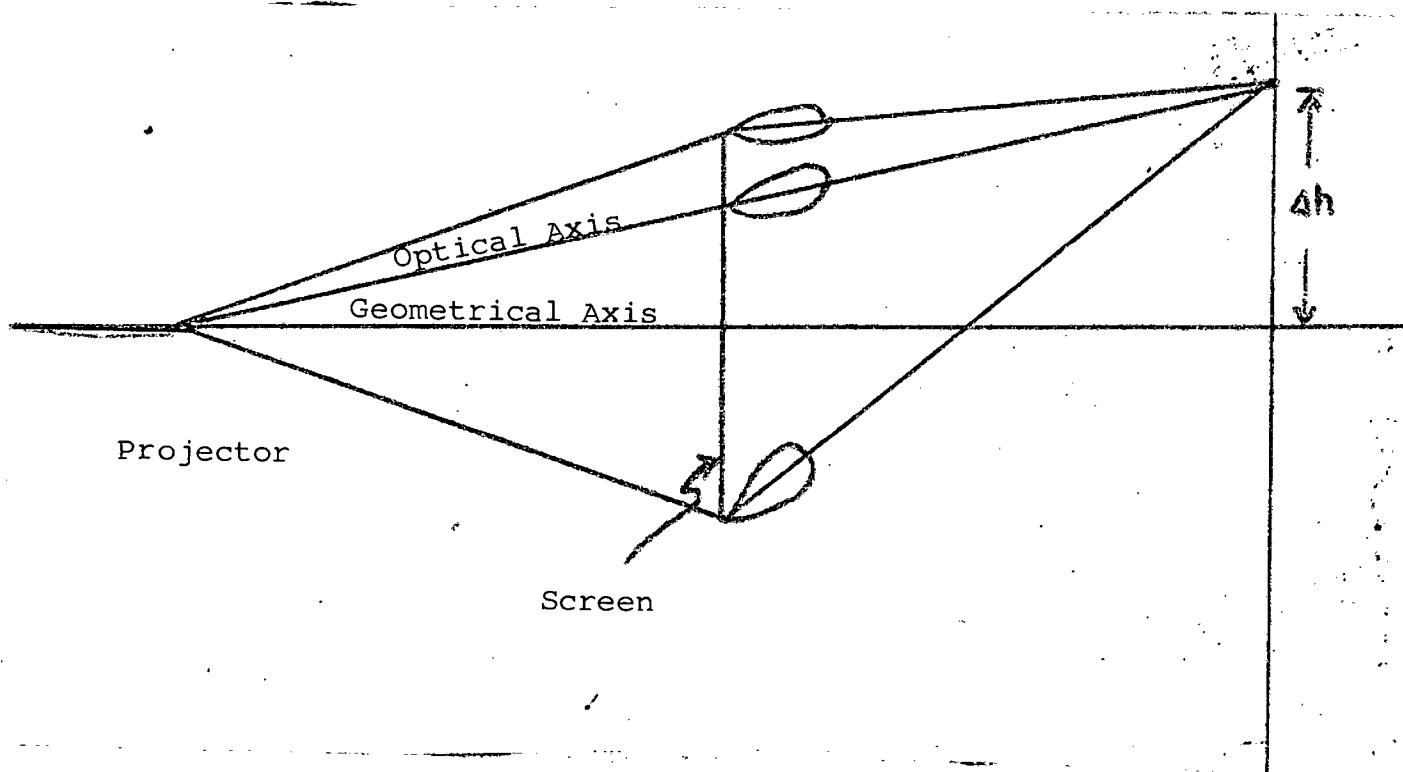 Δh
Optical Axis
Geometrical Axis
Projector
Screen